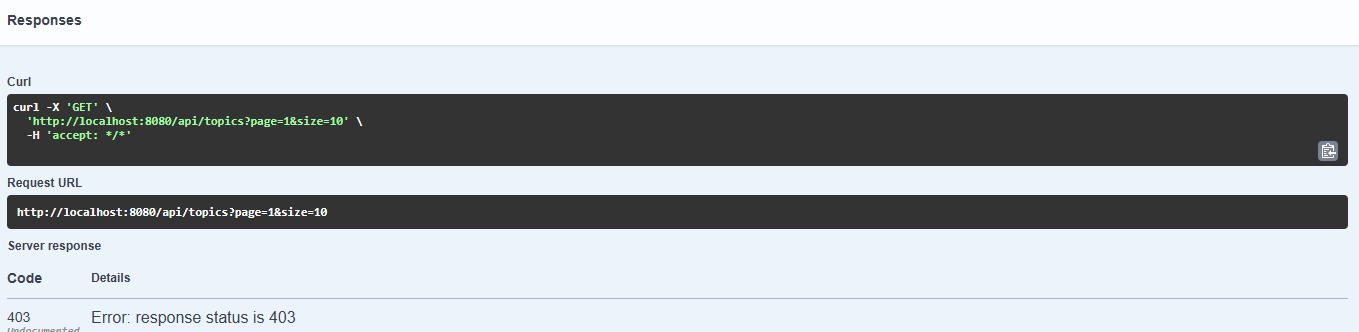 Responses
Curl
curl -X 'GET' \
'http://localhost:8080/api/topics?page=1&size=10' \
-H 'accept: */*'
Request URL
http://localhost:8080/api/topics?page=1&size=10
Server response
Code Details
403 Error: response status is 403
Undocumented